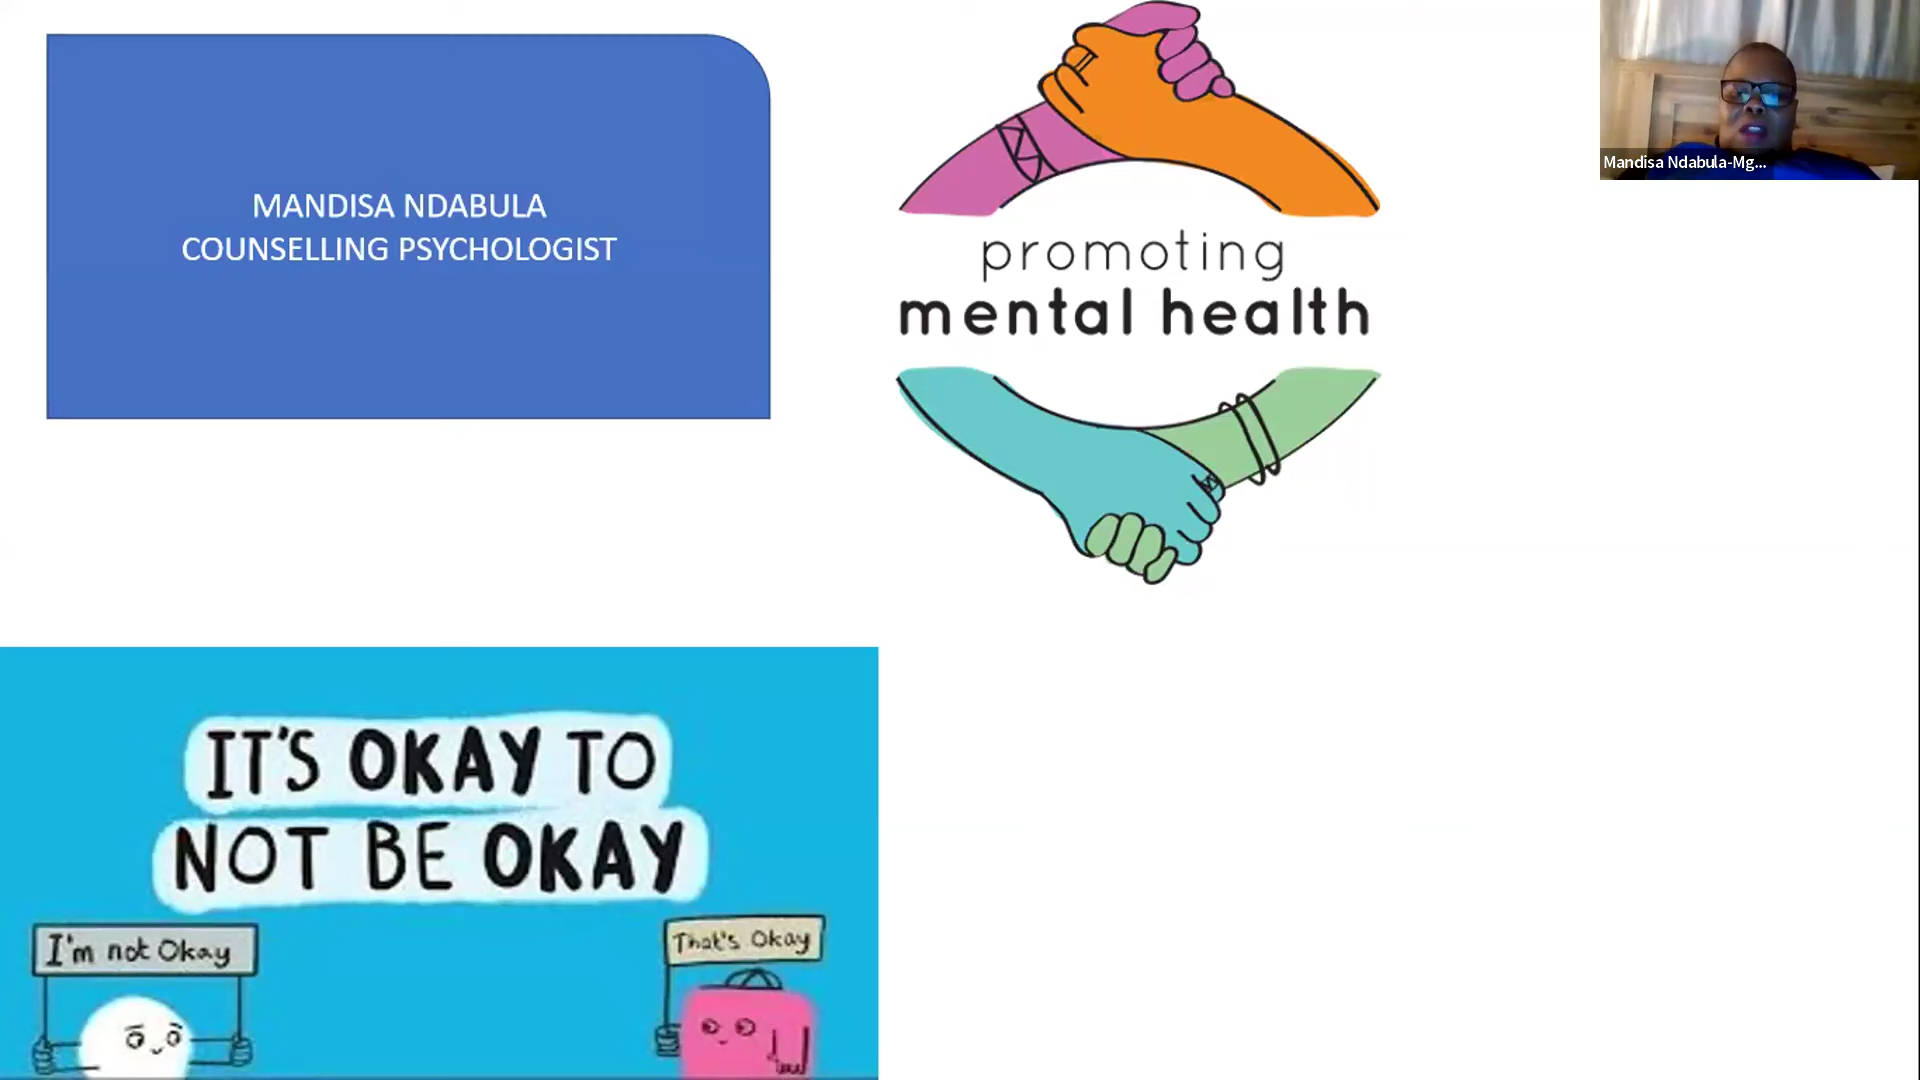 MANDISA NDABULA
COUNSELLING PSYCHOLOGIST
promoting
mental health
Mandisa Ndabula-Mg...
IT'S OKAY TO
NOT BE OKAY
I'm not Okay
That's Okay